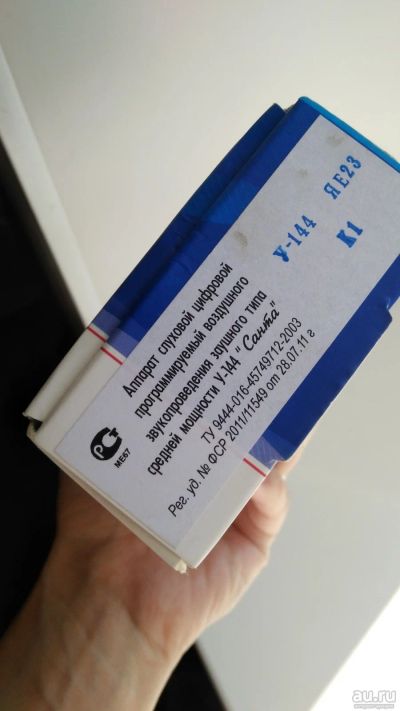 Аппарат слуховой цифровой
программируемый воздушного
звукопроведения заушного типа
средней мощности У-144 "Санта"
ТУ 9444-016-45749712-2003
Рег. уд. № ФСР 2011/11549 от 28.07.11 г
РСТ
МЕ67
У-144 ЯЕ23
К1
au.ru